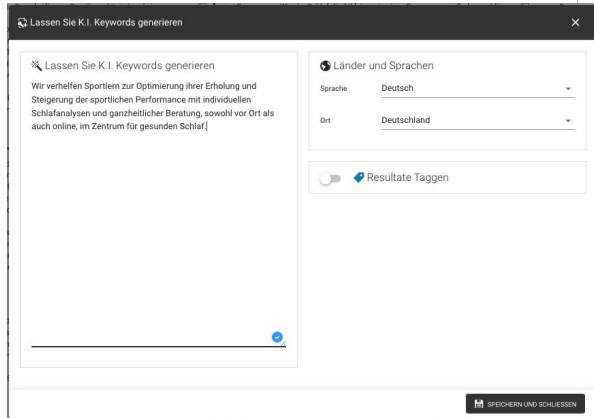 Lassen Sie K.I. Keywords generieren
Lassen Sie K.I. Keywords generieren
Wir verhelfen Sportlern zur Optimierung ihrer Erholung und
Steigerung der sportlichen Performance mit individuellen
Schlafanalysen und ganzheitlicher Beratung, sowohl vor Ort als
auch online, im Zentrum für gesunden Schlaf.
Länder und Sprachen
Sprache Deutsch
Ort Deutschland
Resultate Taggen
SPEICHERN UND SCHLIESSEN